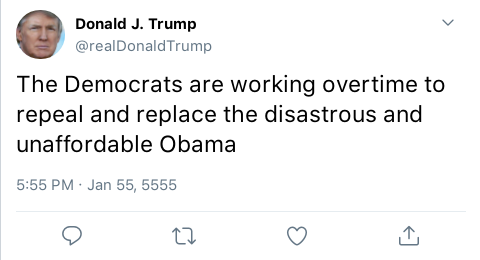 Donald J. Trump
@realDonaldTrump
The Democrats are working overtime to
repeal and replace the disastrous and
unaffordable Obama
5:55 PM · Jan 55, 5555